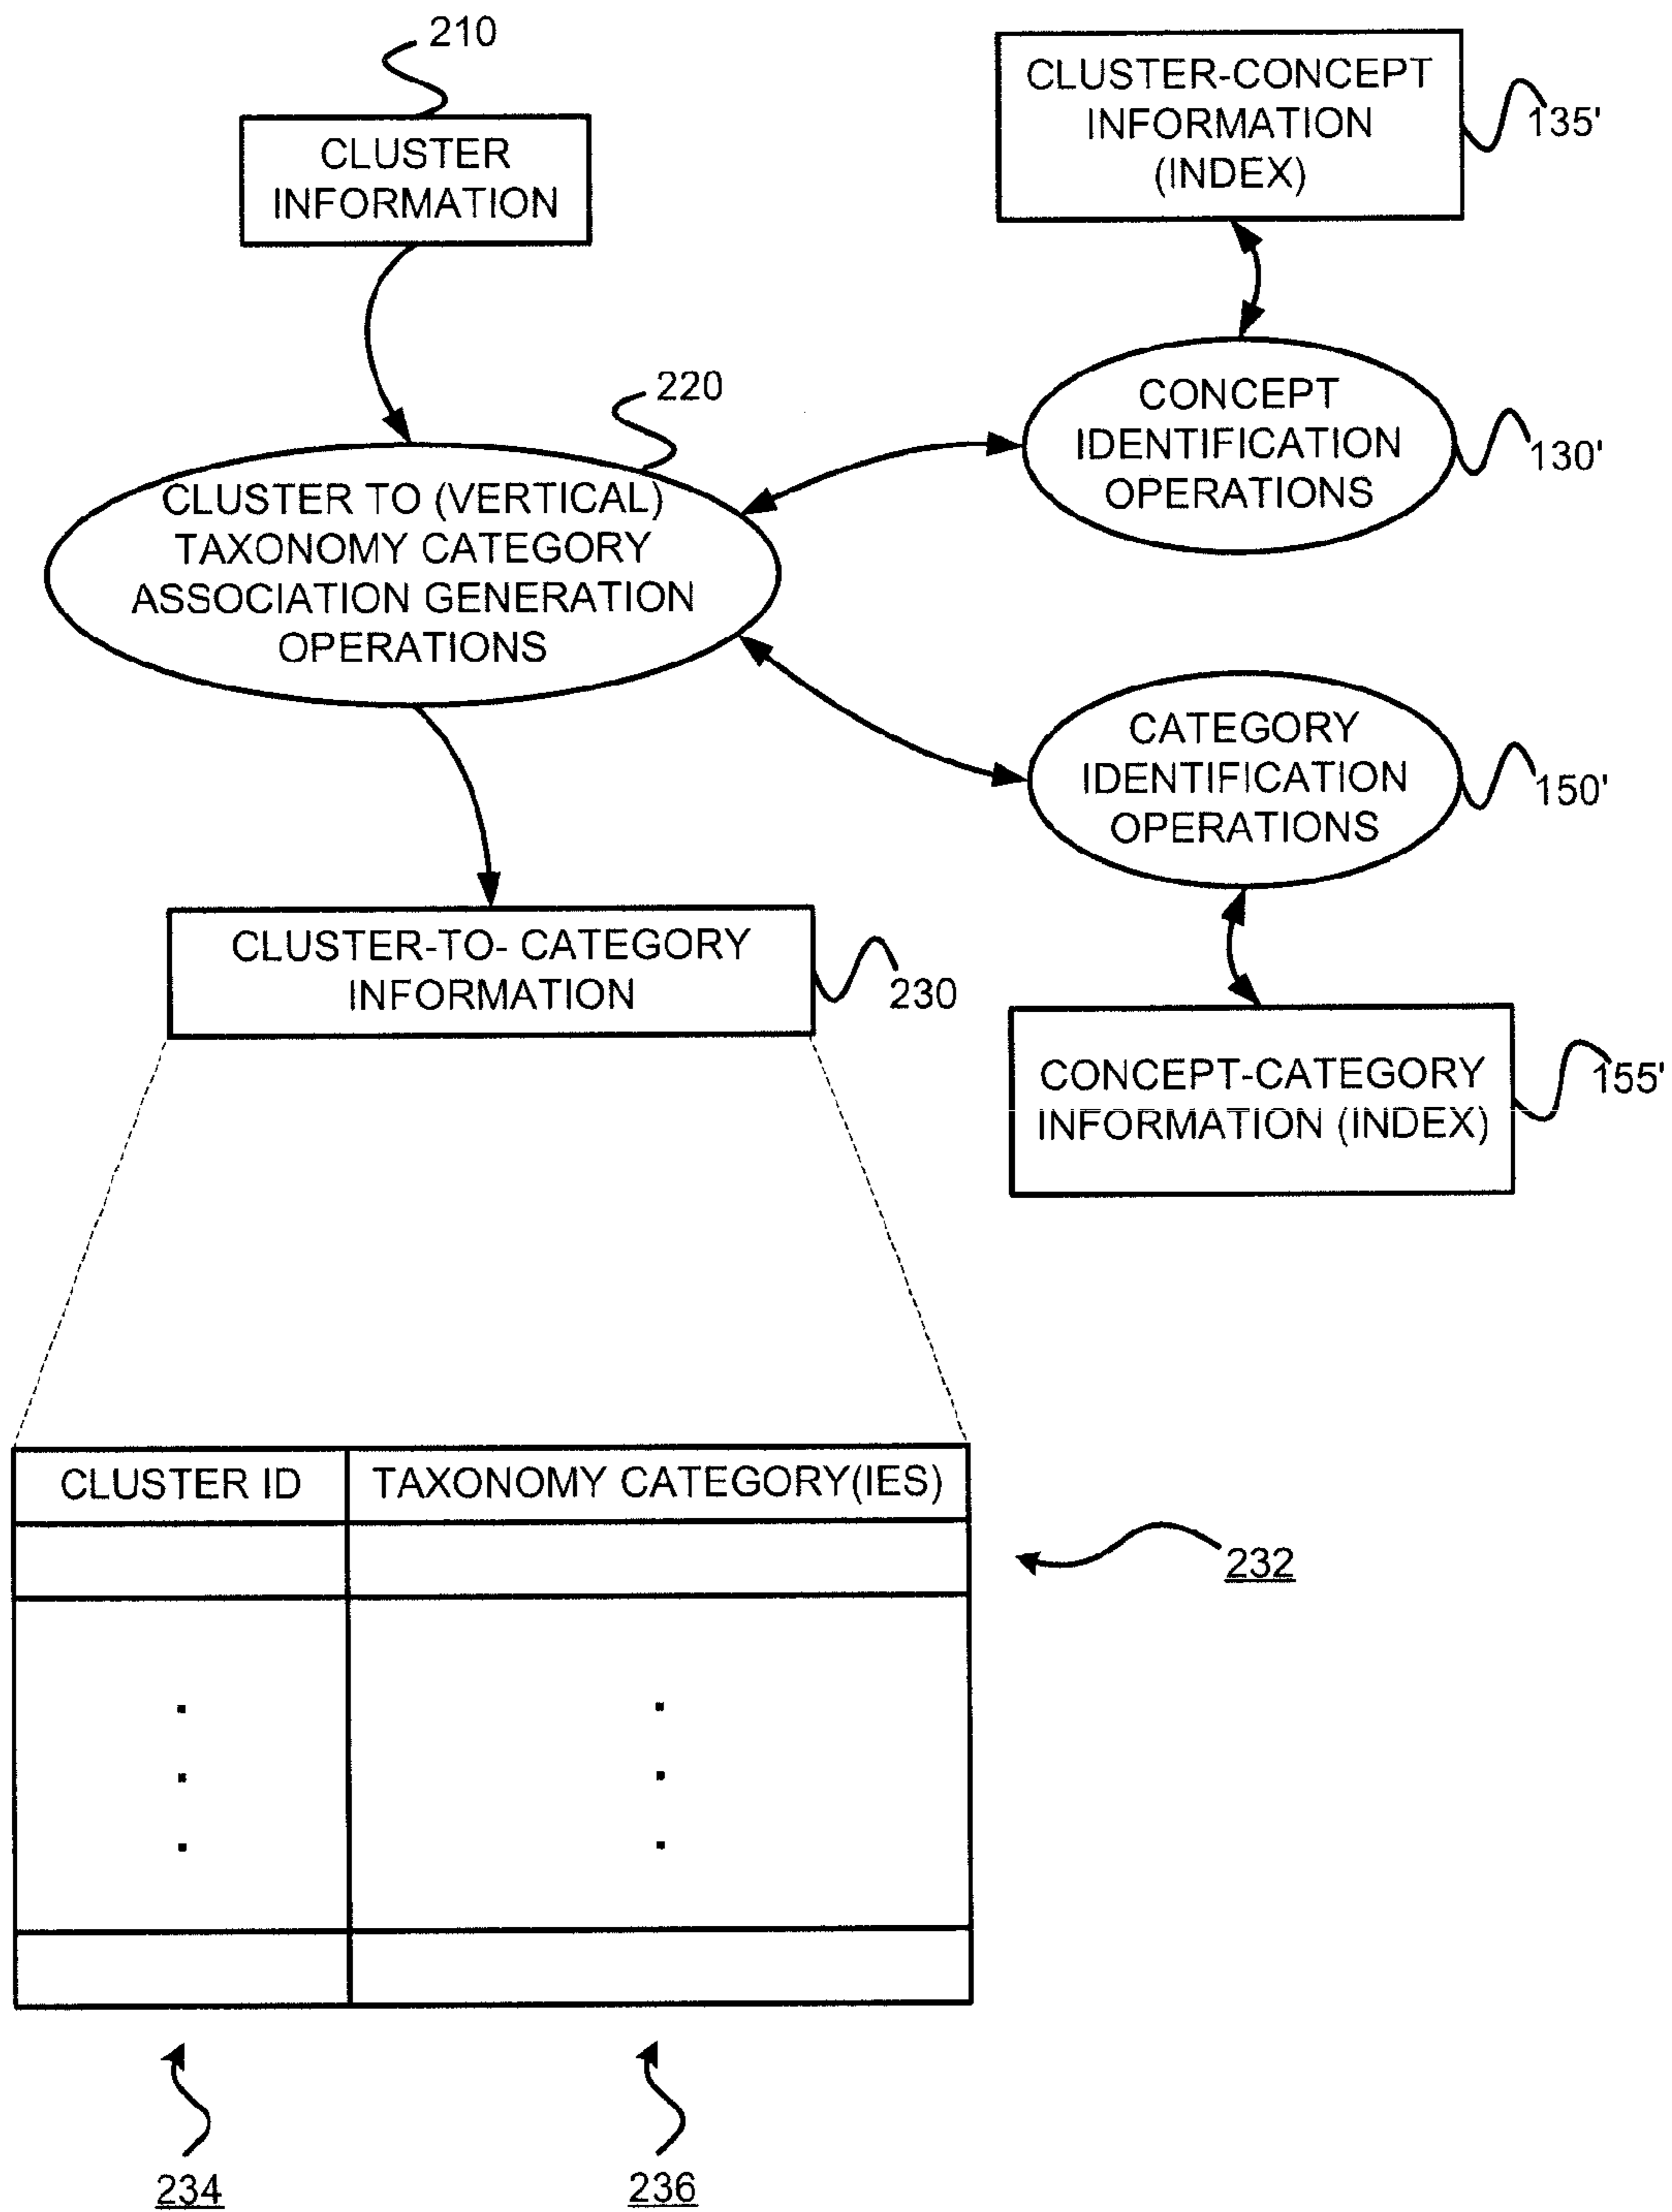 210
CLUSTER
INFORMATION
CLUSTER-CONCEPT
INFORMATION
(INDEX)
135'
220
CLUSTER TO (VERTICAL)
TAXONOMY CATEGORY
ASSOCIATION GENERATION
OPERATIONS
CONCEPT
IDENTIFICATION
OPERATIONS
130'
CATEGORY
IDENTIFICATION
OPERATIONS
150'
CLUSTER-TO- CATEGORY
INFORMATION
230
CONCEPT-CATEGORY
INFORMATION (INDEX)
155'
CLUSTER ID
TAXONOMY CATEGORY(IES)
232
234
236